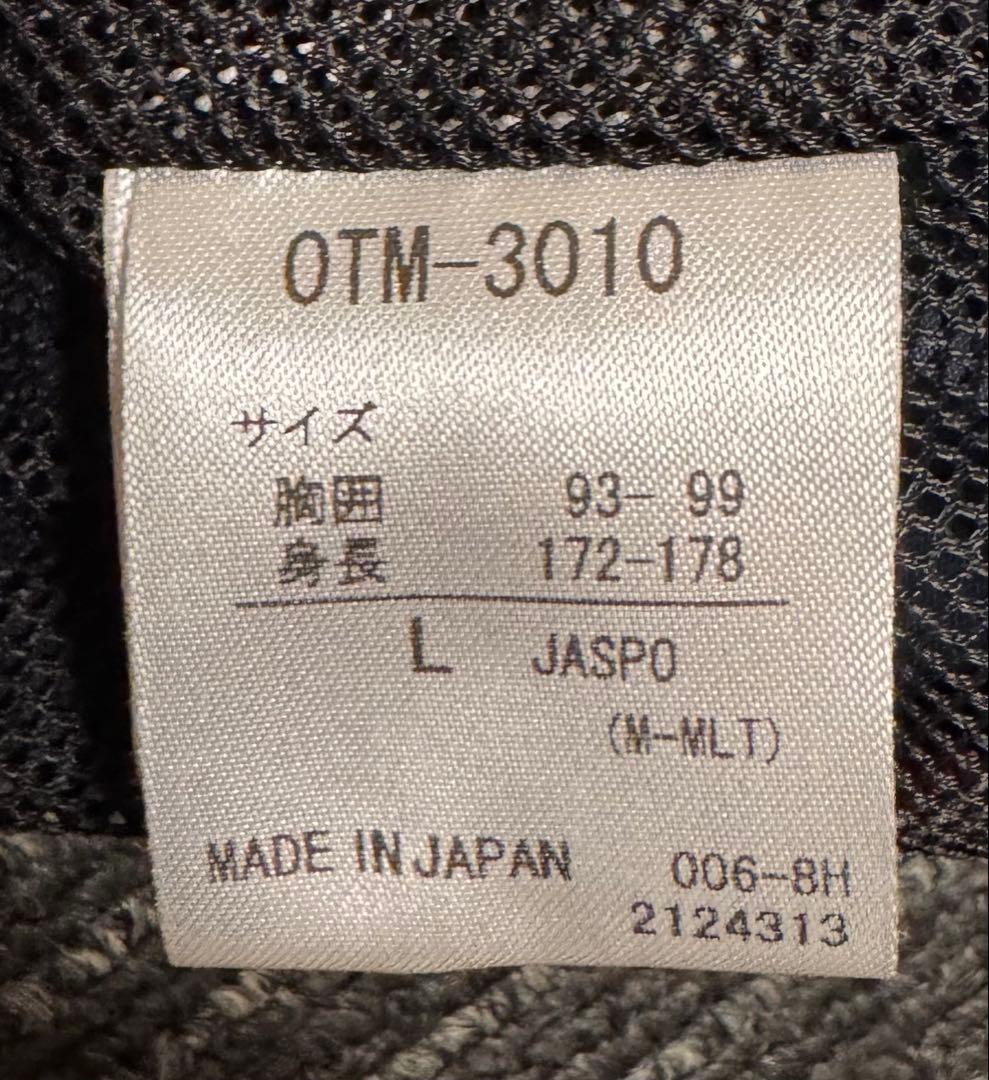 OTM-3010
サイズ
胸囲 93- 99
身長 172-178
L JASPO
(M-MLT)
MADE IN JAPAN 006-8H
2124313